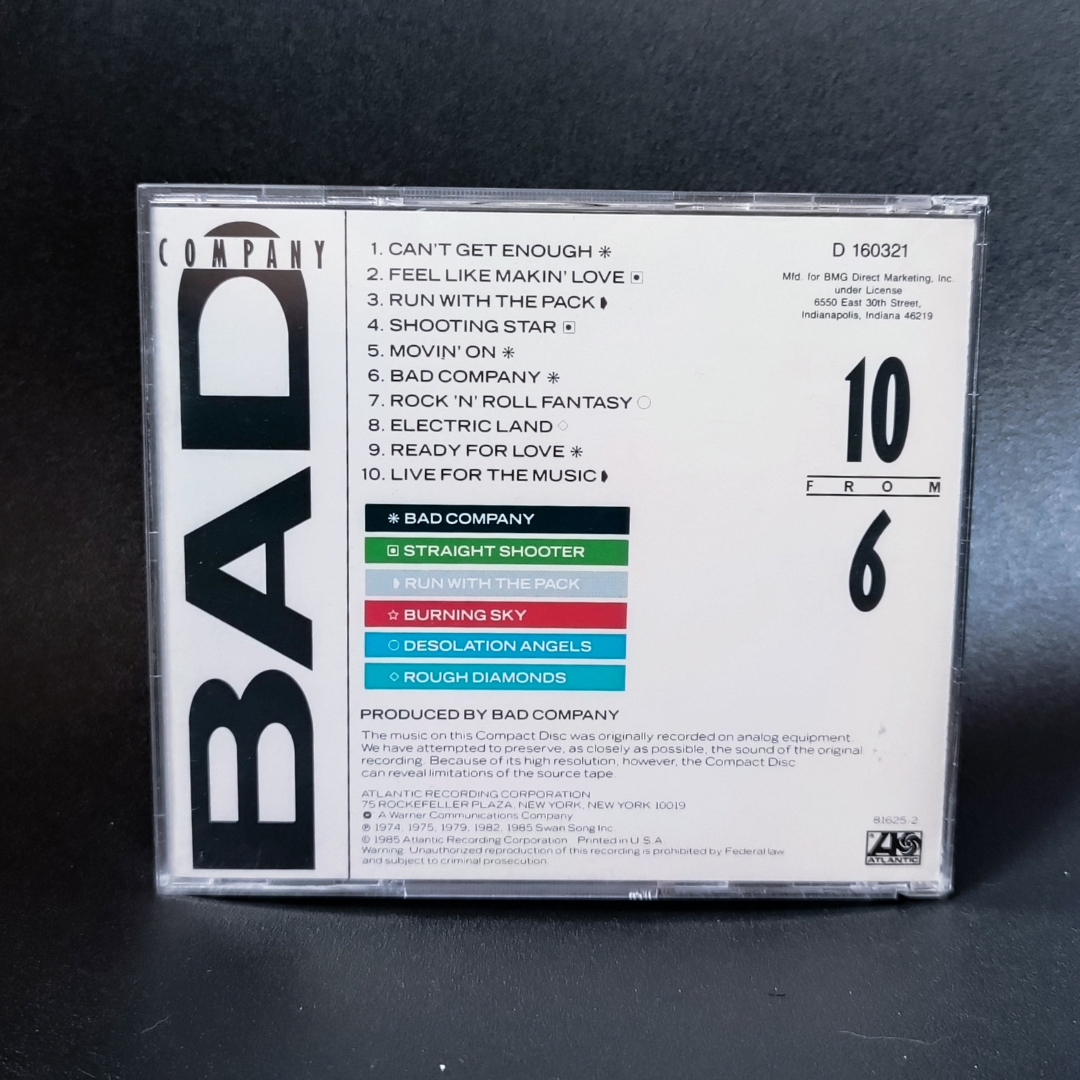 COMPANY
BAD
1. CAN'T GET ENOUGH ✳
2. FEEL LIKE MAKIN' LOVE ▣
3. RUN WITH THE PACK ◗
4. SHOOTING STAR ▣
5. MOVIN' ON ✳
6. BAD COMPANY ✳
7. ROCK 'N' ROLL FANTASY ○
8. ELECTRIC LAND ◇
9. READY FOR LOVE ✳
10. LIVE FOR THE MUSIC ◗
✳ BAD COMPANY
▣ STRAIGHT SHOOTER
◗ RUN WITH THE PACK
☆ BURNING SKY
○ DESOLATION ANGELS
◇ ROUGH DIAMONDS
PRODUCED BY BAD COMPANY
The music on this Compact Disc was originally recorded on analog equipment.
We have attempted to preserve, as closely as possible, the sound of the original
recording. Because of its high resolution, however, the Compact Disc
can reveal limitations of the source tape.
ATLANTIC RECORDING CORPORATION
75 ROCKEFELLER PLAZA, NEW YORK, NEW YORK 10019
A Warner Communications Company
℗ 1974, 1975, 1979, 1982, 1985 Swan Song Inc
© 1985 Atlantic Recording Corporation Printed in U.S.A.
Warning: Unauthorized reproduction of this recording is prohibited by Federal law
and subject to criminal prosecution.
D 160321
Mfd. for BMG Direct Marketing, Inc.
under License
6550 East 30th Street,
Indianapolis, Indiana 46219
10
FROM
6
81625-2
ATLANTIC